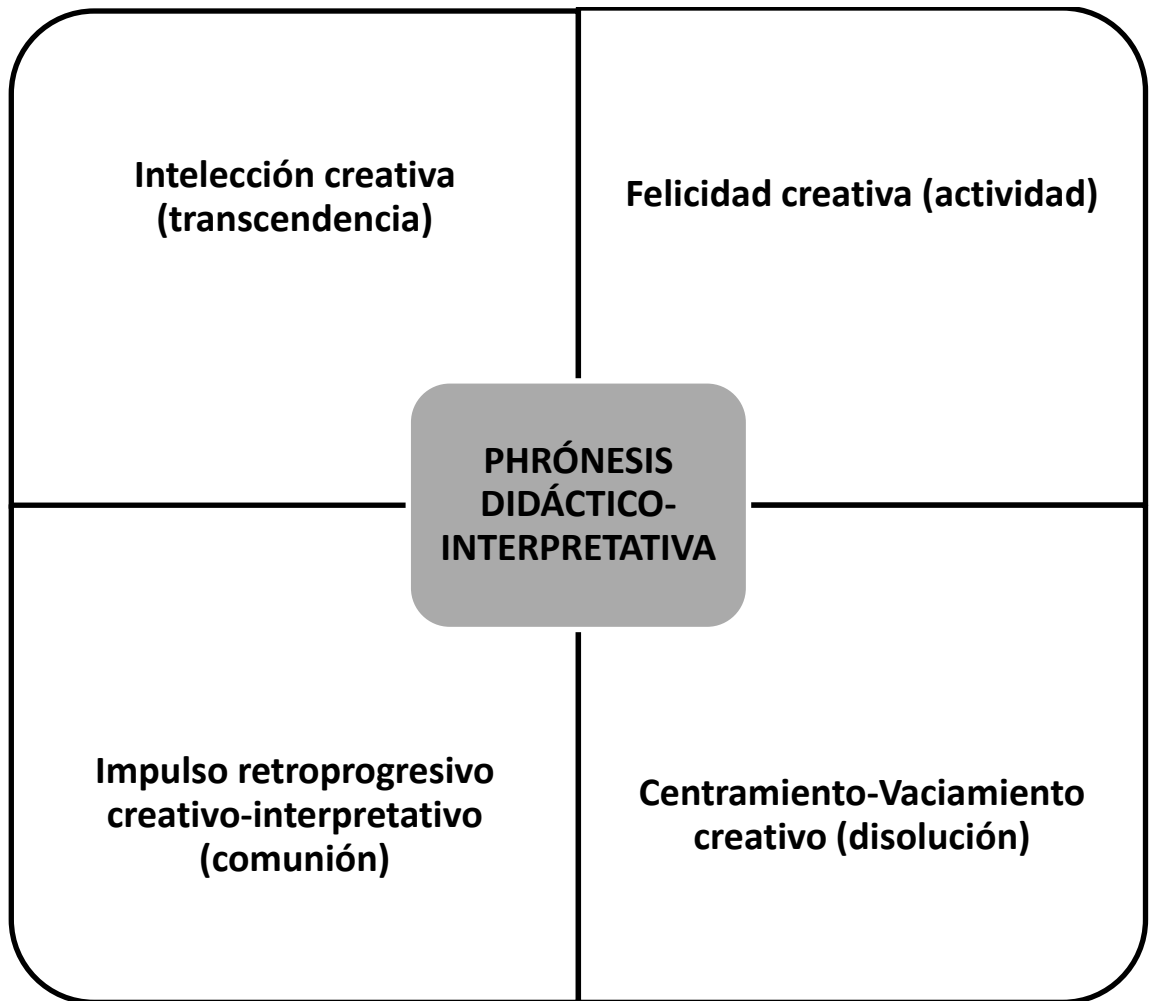 Intelección creativa
(transcendencia)
Felicidad creativa (actividad)
PHRÓNESIS
DIDÁCTICO-
INTERPRETATIVA
Impulso retroprogresivo
creativo-interpretativo
(comunión)
Centramiento-Vaciamiento
creativo (disolución)